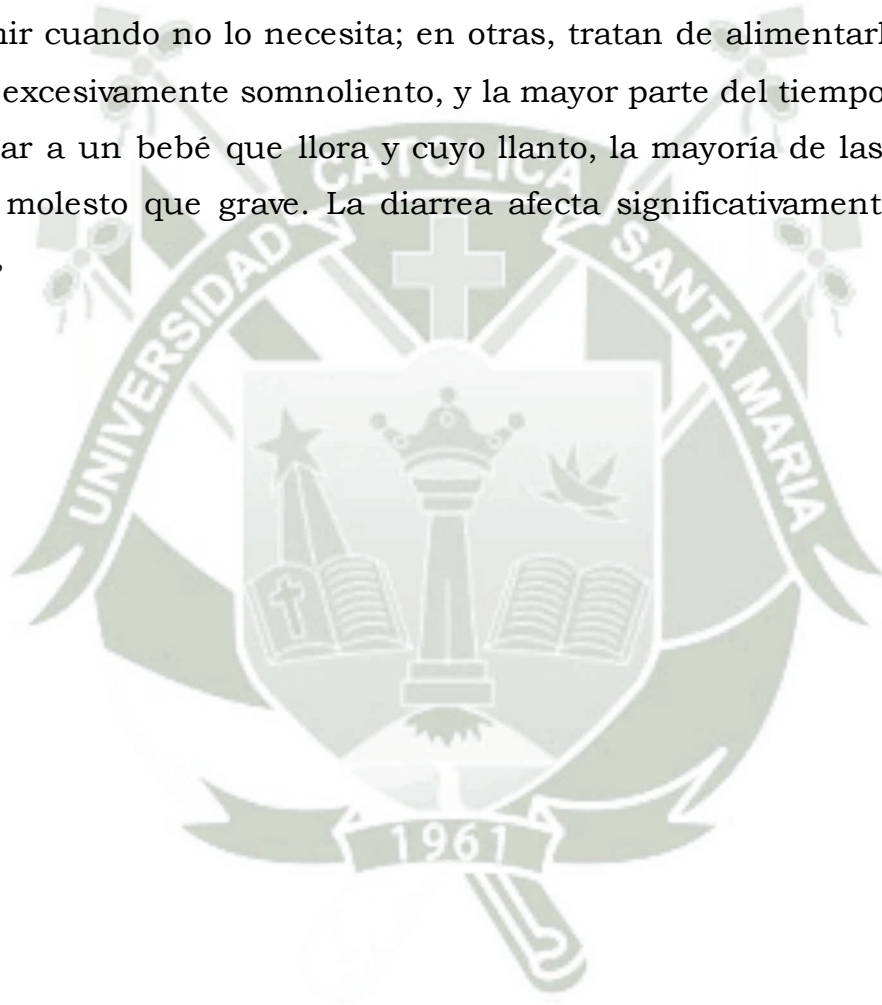 nir cuando no lo necesita; en otras, tratan de alimentarl
excesivamente somnoliento, y la mayor parte del tiempo
ar a un bebé que llora y cuyo llanto, la mayoría de las
molesto que grave. La diarrea afecta significativament
,
UNIVERSIDAD CATOLICA SANTA MARIA
1961